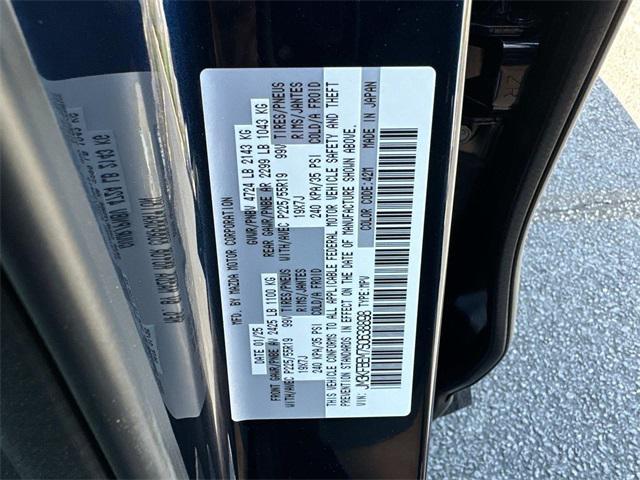 MFD. BY MAZDA MOTOR CORPORATION
DATE 01/25 GVWR/PNBV 4724 LB 2143 KG
FRONT GAWR/PNBE AV 2425 LB 1100 KG REAR GAWR/PNBE AR 2299 LB 1043 KG
WITH/AVEC P225/55R19 99V TIRES/PNEUS WITH/AVEC P225/55R19 99V TIRES/PNEUS
19X7J RIMS/JANTES 19X7J RIMS/JANTES
240 KPA/35 PSI COLD/A FROID 240 KPA/35 PSI COLD/A FROID
THIS VEHICLE CONFORMS TO ALL APPLICABLE FEDERAL MOTOR VEHICLE SAFETY AND THEFT
STANDARDS IN EFFECT ON THE DATE OF MANUFACTURE SHOWN ABOVE.
VIN: TYPE:MPV COLOR CODE:42M MADE IN JAPAN